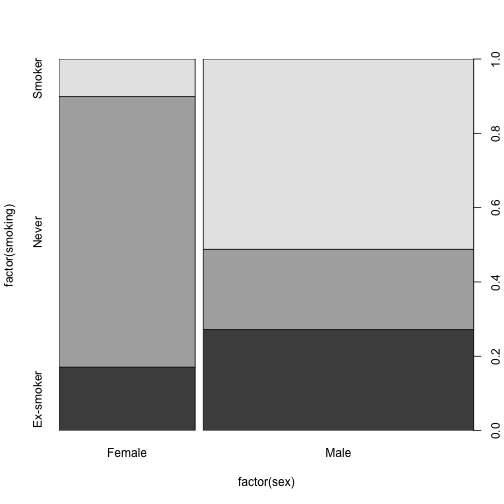 factor(smoking)
Smoker
Never
Ex-smoker
1.0
0.8
0.6
0.4
0.2
0.0
Female
Male
factor(sex)